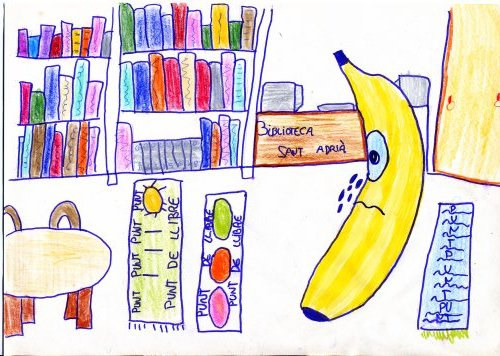 BIBLIOTECA
SANT ADRIÀ
PUNT PUNT PUNT PUNT
PUNT DE LLIBRE
PUNT DE LLIBRE
PUNT DE LLIBRE